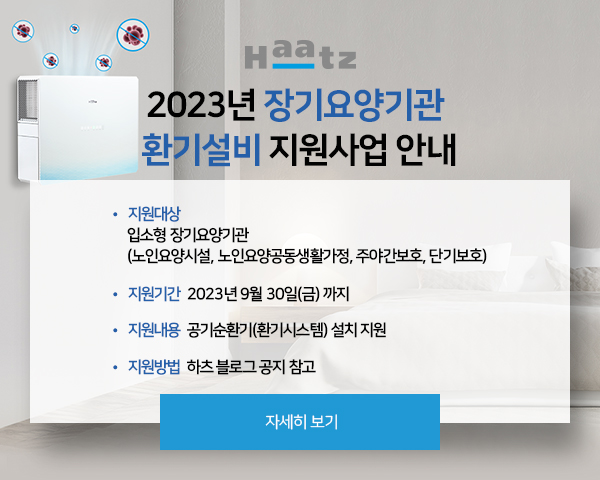 Haatz
2023년 장기요양기관
환기설비 지원사업 안내
• 지원대상
입소형 장기요양기관
(노인요양시설, 노인요양공동생활가정, 주야간보호, 단기보호)
• 지원기간 2023년 9월 30일(금) 까지
• 지원내용 공기순환기(환기시스템) 설치 지원
• 지원방법 하츠 블로그 공지 참고
자세히 보기